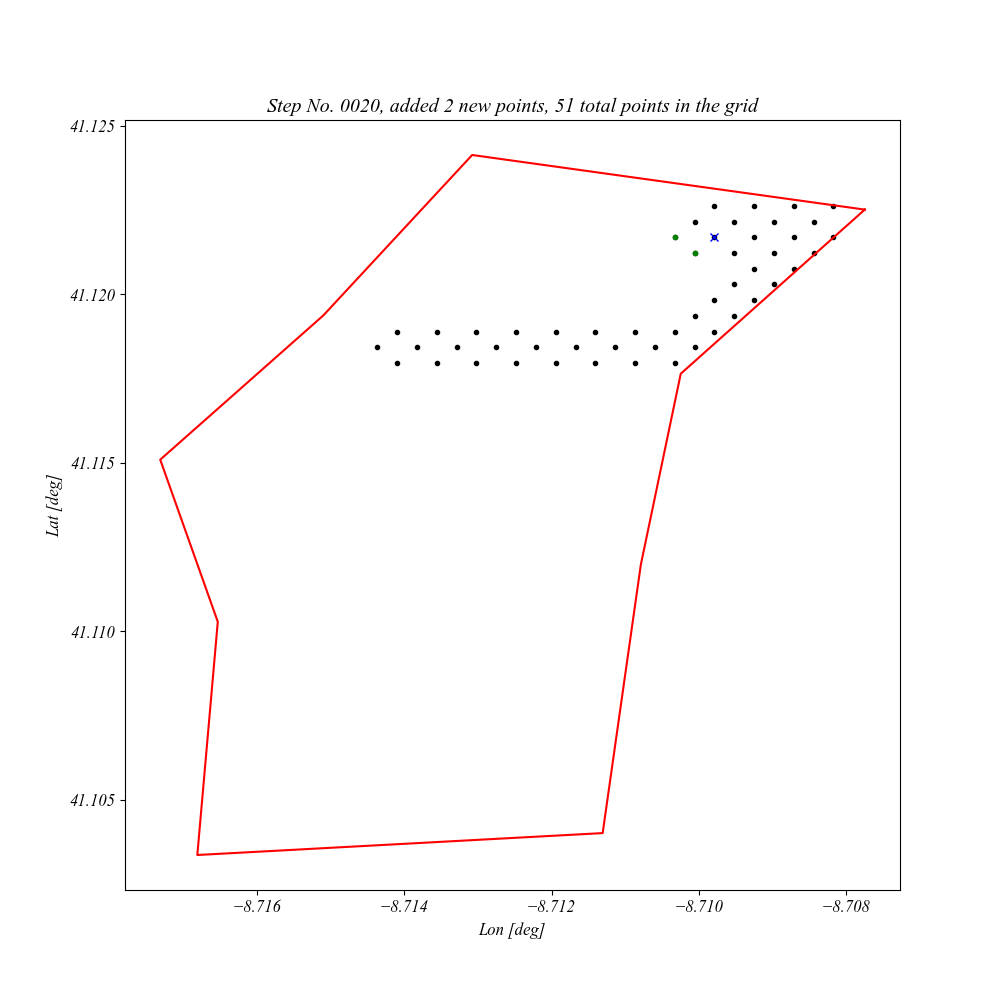 Step No. 0020, added 2 new points, 51 total points in the grid
41.125
41.120
41.115
41.110
41.105
Lat [deg]
−8.716 −8.714 −8.712 −8.710 −8.708
Lon [deg]